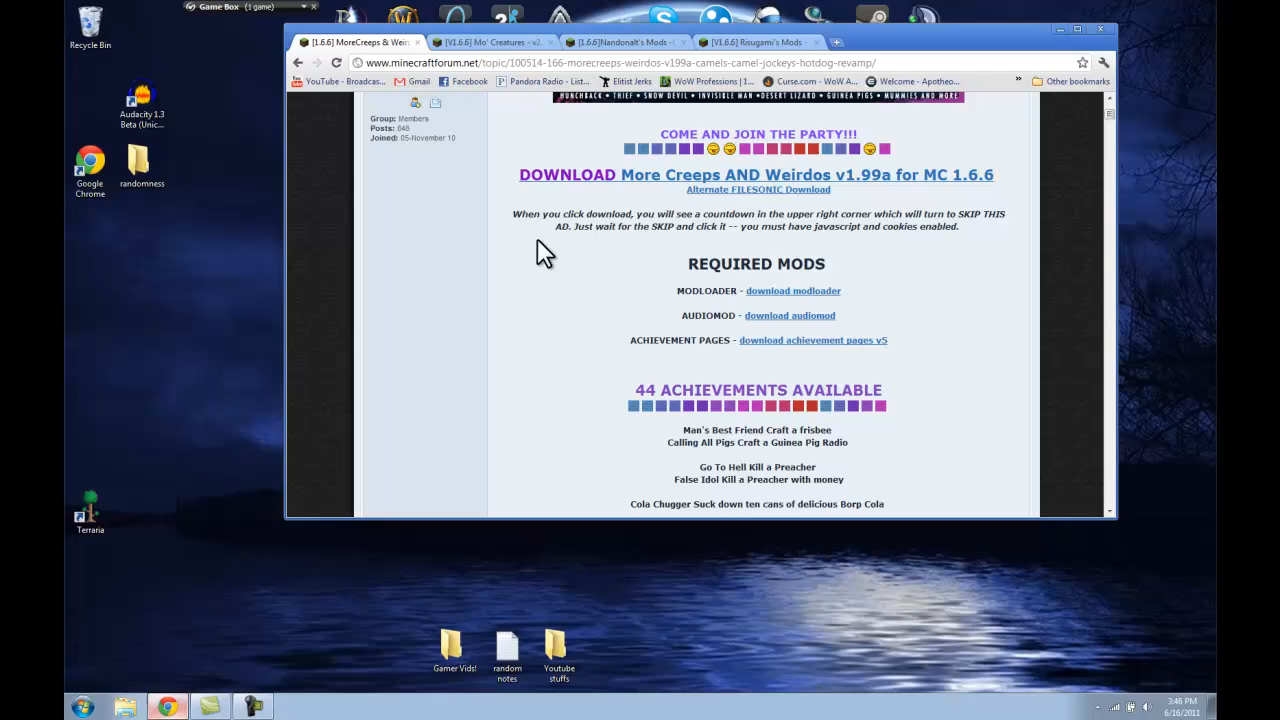 Game Box (1 game)
Recycle Bin
Audacity 1.3
Beta (Unic...
Google
Chrome
randomness
Terraria
[1.6.6] MoreCreeps & Weir
[V1.6.6] Mo' Creatures - v2.
[1.6.6]Nandonalt's Mods -
[V1.6.6] Risugami's Mods -
www.minecraftforum.net/topic/100514-166-morecreeps-weirdos-v199a-camels-camel-jockeys-hotdog-revamp/
YouTube - Broadcas...
Gmail
Facebook
Pandora Radio - List...
Elitist Jerks
WoW Professions | 1...
Curse.com - WoW A...
Welcome - Apotheo...
»
Other bookmarks
HUNCHBACK • THIEF • SNOW DEVIL • INVISIBLE MAN • DESERT LIZARD • GUINEA PIGS • MUMMIES AND MORE
Group: Members
Posts: 848
Joined: 05-November 10
COME AND JOIN THE PARTY!!!
DOWNLOAD More Creeps AND Weirdos v1.99a for MC 1.6.6
Alternate FILESONIC Download
When you click download, you will see a countdown in the upper right corner which will turn to SKIP THIS
AD. Just wait for the SKIP and click it -- you must have javascript and cookies enabled.
REQUIRED MODS
MODLOADER - download modloader
AUDIOMOD - download audiomod
ACHIEVEMENT PAGES - download achievement pages v5
44 ACHIEVEMENTS AVAILABLE
Man's Best Friend Craft a frisbee
Calling All Pigs Craft a Guinea Pig Radio
Go To Hell Kill a Preacher
False Idol Kill a Preacher with money
Cola Chugger Suck down ten cans of delicious Borp Cola
Gamer Vids!
random
notes
Youtube
stuffs
3:46 PM
6/16/2011